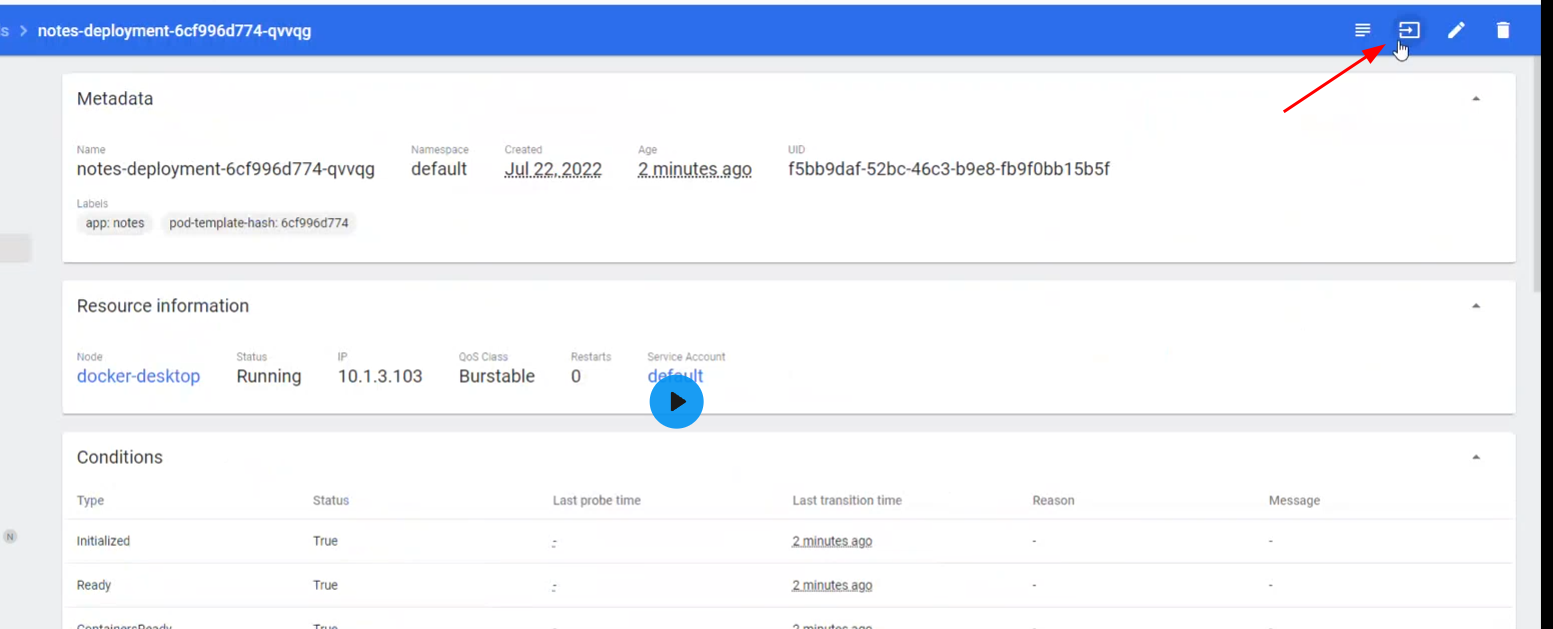 s > notes-deployment-6cf996d774-qvvqg
Metadata
Name Namespace Created Age UID
notes-deployment-6cf996d774-qvvqg default Jul 22, 2022 2 minutes ago f5bb9daf-52bc-46c3-b9e8-fb9f0bb15b5f
Labels
app: notes pod-template-hash: 6cf996d774
Resource information
Node Status IP QoS Class Restarts Service Account
docker-desktop Running 10.1.3.103 Burstable 0 default
Conditions
Type Status Last probe time Last transition time Reason Message
N
Initialized True - 2 minutes ago - -
Ready True - 2 minutes ago - -
ContainersReady True 2 minutes ago